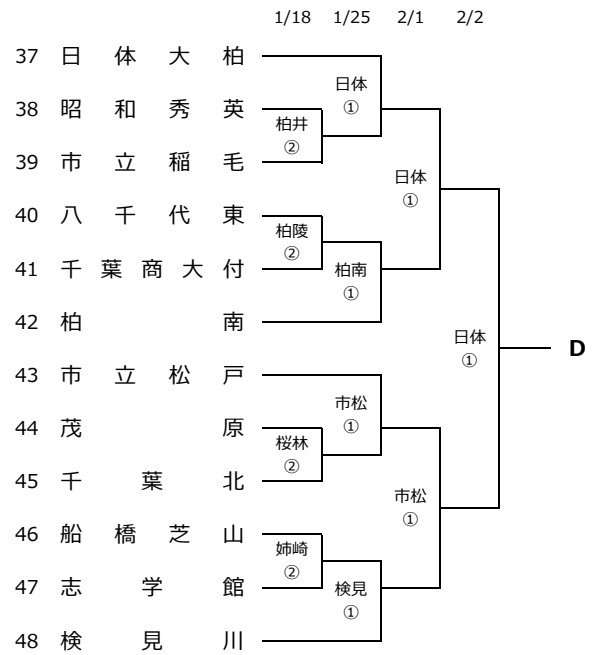 1/18 1/25 2/1 2/2
37 日体大柏
日体
①
38 昭和秀英
柏井
②
39 市立稲毛
日体
①
40 八千代東
柏陵
②
41 千葉商大付
柏南
①
42 柏南
日体
①
D
43 市立松戸
市松
①
44 茂原
桜林
②
45 千葉北
市松
①
46 船橋芝山
姉崎
②
47 志学館
検見
①
48 検見川